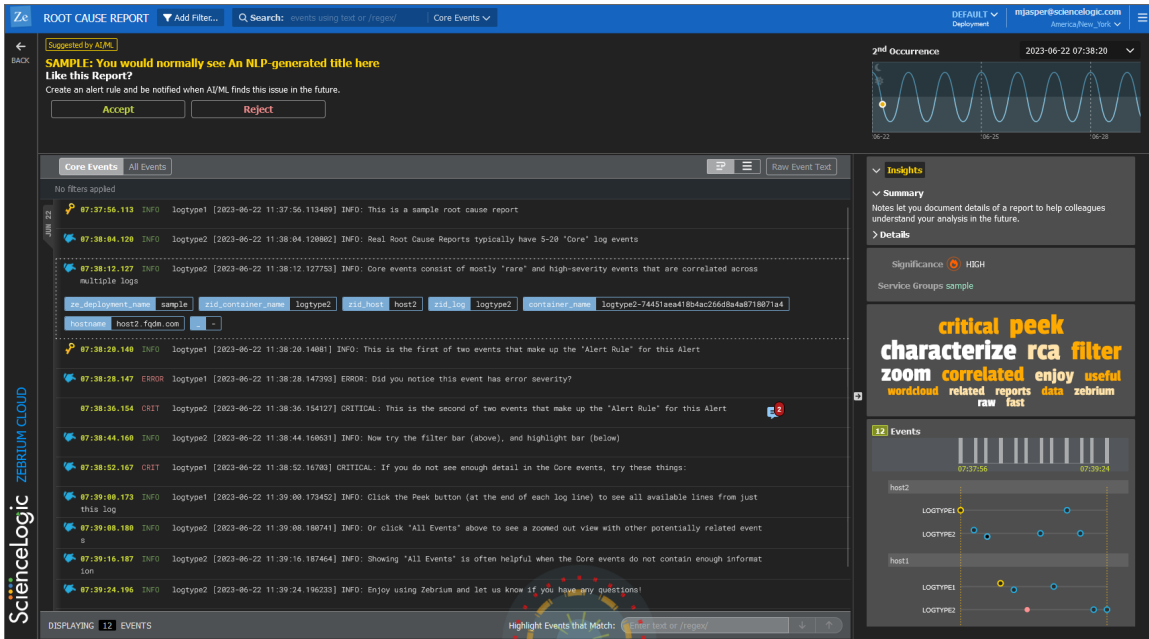 Ze ROOT CAUSE REPORT Add Filter... Search: events using text or /regex/ Core Events DEFAULT Deployment mjasper@sciencelogic.com America/New_York
BACK
Suggested by AI/ML
SAMPLE: You would normally see An NLP-generated title here
Like this Report?
Create an alert rule and be notified when AI/ML finds this issue in the future.
Accept Reject
2nd Occurrence 2023-06-22 07:38:20
06-22 06-25 06-28
Core Events All Events Raw Event Text
No filters applied
JUN 22
07:37:56.113 INFO logtype1 [2023-06-22 11:37:56.113489] INFO: This is a sample root cause report
07:38:04.120 INFO logtype2 [2023-06-22 11:38:04.120802] INFO: Real Root Cause Reports typically have 5-20 "Core" log events
07:38:12.127 INFO logtype2 [2023-06-22 11:38:12.127753] INFO: Core events consist of mostly "rare" and high-severity events that are correlated across
multiple logs
ze_deployment_name sample zid_container_name logtype2 zid_host host2 zid_log logtype2 container_name logtype2-74451aea418b4ac266d8a4a8718071a4
hostname host2.fqdm.com _ -
07:38:20.140 INFO logtype1 [2023-06-22 11:38:20.14081] INFO: This is the first of two events that make up the "Alert Rule" for this Alert
07:38:28.147 ERROR logtype2 [2023-06-22 11:38:28.147393] ERROR: Did you notice this event has error severity?
07:38:36.154 CRIT logtype2 [2023-06-22 11:38:36.154127] CRITICAL: This is the second of two events that make up the "Alert Rule" for this Alert 2
07:38:44.160 INFO logtype2 [2023-06-22 11:38:44.160631] INFO: Now try the filter bar (above), and highlight bar (below)
07:38:52.167 CRIT logtype1 [2023-06-22 11:38:52.16703] CRITICAL: If you do not see enough detail in the Core events, try these things:
07:39:00.173 INFO logtype2 [2023-06-22 11:39:00.173452] INFO: Click the Peek button (at the end of each log line) to see all available lines from just
this log
07:39:08.180 INFO logtype2 [2023-06-22 11:39:08.180741] INFO: Or click "All Events" above to see a zoomed out view with other potentially related event
s
07:39:16.187 INFO logtype2 [2023-06-22 11:39:16.187464] INFO: Showing "All Events" is often helpful when the Core events do not contain enough informat
ion
07:39:24.196 INFO logtype2 [2023-06-22 11:39:24.196233] INFO: Enjoy using Zebrium and let us know if you have any questions!
DISPLAYING 12 EVENTS Highlight Events that Match: Enter text or /regex/
ScienceLogic ZEBRIUM CLOUD
Insights
Summary
Notes let you document details of a report to help colleagues
understand your analysis in the future.
Details
Significance HIGH
Service Groups sample
critical peek
characterize rca filter
zoom correlated enjoy useful
wordcloud related reports data zebrium
raw fast
12 Events
07:37:56 07:39:24
host2
LOGTYPE1
LOGTYPE2
host1
LOGTYPE1
LOGTYPE2